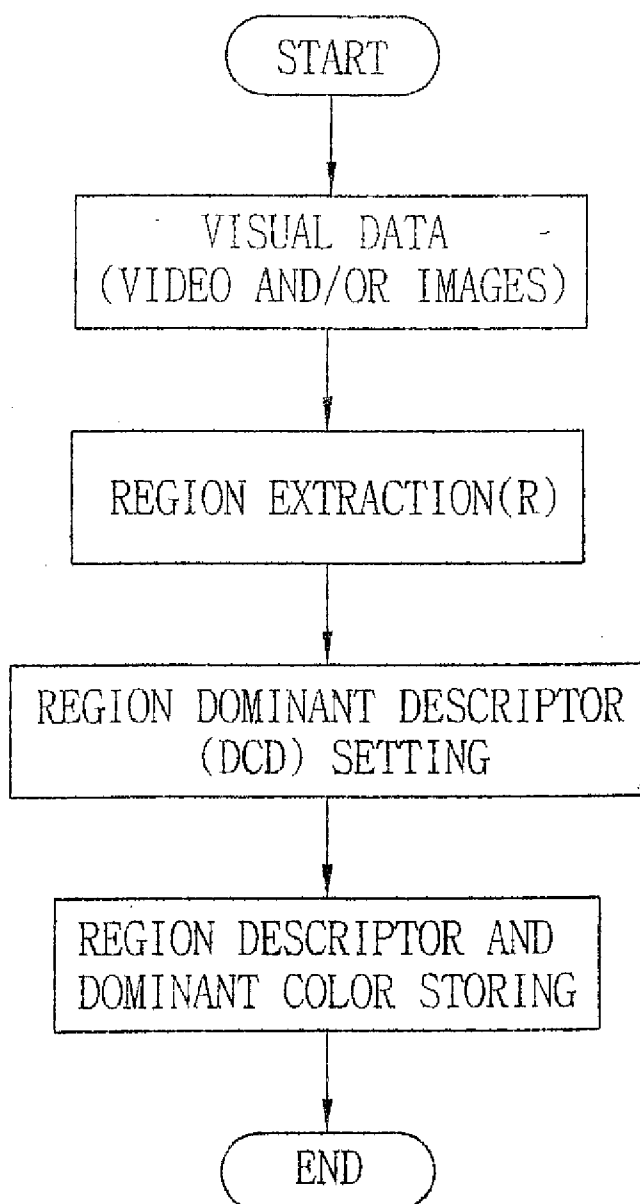 START
VISUAL DATA
(VIDEO AND/OR IMAGES)
REGION EXTRACTION(R)
REGION DOMINANT DESCRIPTOR
(DCD) SETTING
REGION DESCRIPTOR AND
DOMINANT COLOR STORING
END